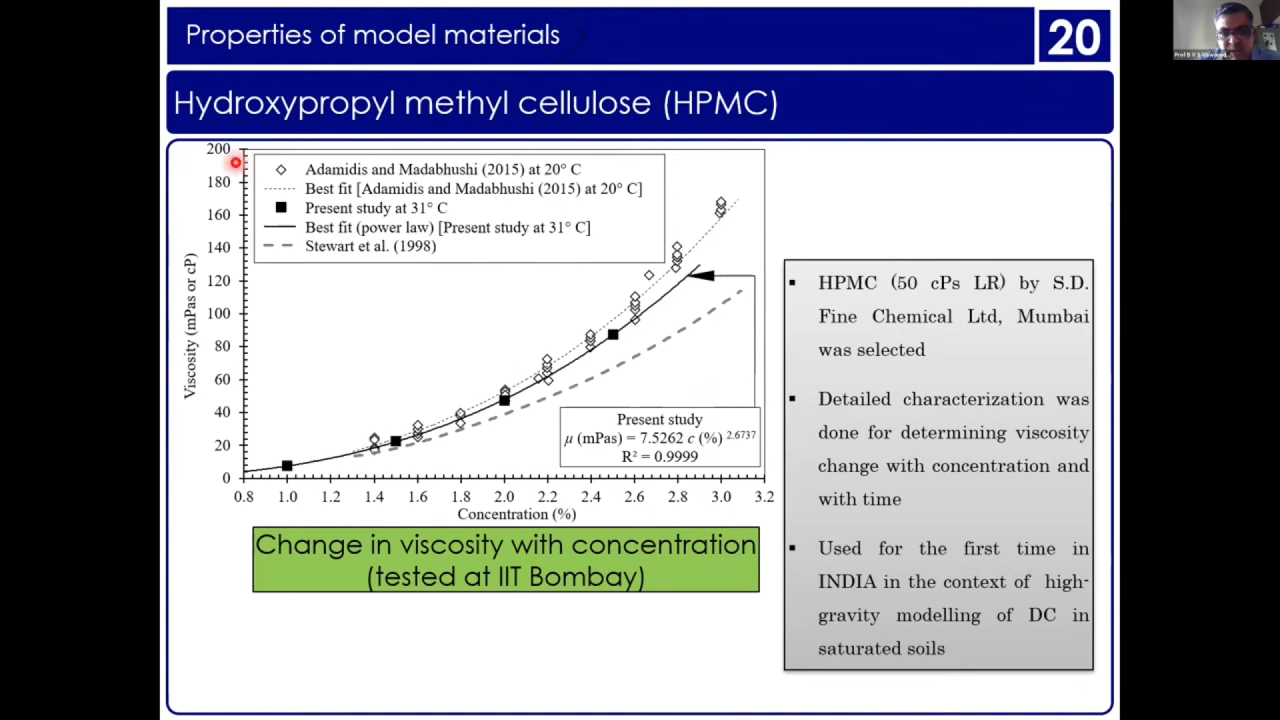 Properties of model materials
20
Hydroxypropyl methyl cellulose (HPMC)
200
180
160
140
120
100
80
60
40
20
0
Viscosity (mPas or cP)
Adamidis and Madabhushi (2015) at 20° C
Best fit [Adamidis and Madabhushi (2015) at 20° C]
Present study at 31° C
Best fit (power law) [Present study at 31° C]
Stewart et al. (1998)
Present study
μ (mPas) = 7.5262 c (%) 2.6737
R² = 0.9999
0.8 1.0 1.2 1.4 1.6 1.8 2.0 2.2 2.4 2.6 2.8 3.0 3.2
Concentration (%)
Change in viscosity with concentration
(tested at IIT Bombay)
▪ HPMC (50 cPs LR) by S.D.
Fine Chemical Ltd, Mumbai
was selected
▪ Detailed characterization was
done for determining viscosity
change with concentration and
with time
▪ Used for the first time in
INDIA in the context of high-
gravity modelling of DC in
saturated soils
Prof B V S